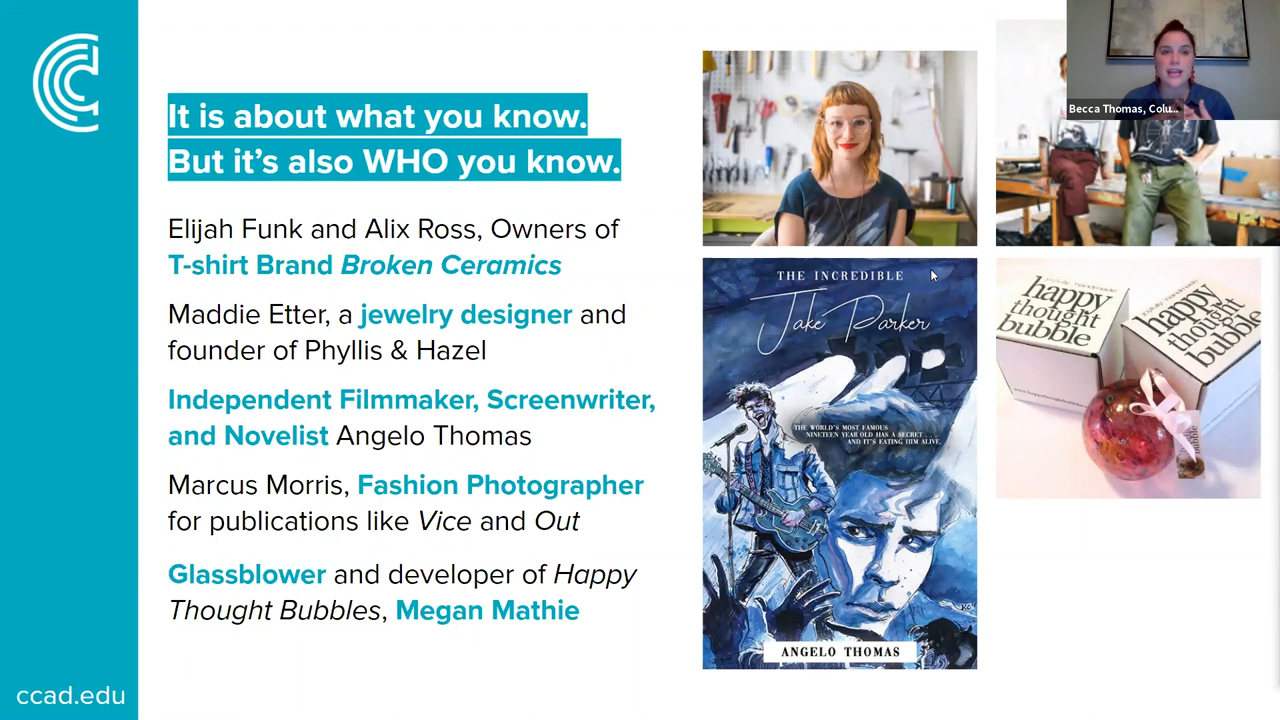 It is about what you know.
But it's also WHO you know.
Elijah Funk and Alix Ross, Owners of
T-shirt Brand Broken Ceramics
Maddie Etter, a jewelry designer and
founder of Phyllis & Hazel
Independent Filmmaker, Screenwriter,
and Novelist Angelo Thomas
Marcus Morris, Fashion Photographer
for publications like Vice and Out
Glassblower and developer of Happy
Thought Bubbles, Megan Mathie
ccad.edu
Becca Thomas, Colu...
THE INCREDIBLE
Jake Parker
THE WORLD'S MOST FAMOUS
NINETEEN YEAR OLD HAS A SECRET . . .
AND IT'S EATING HIM ALIVE.
ANGELO THOMAS
happy
thought
bubble
happy
thought
bubble